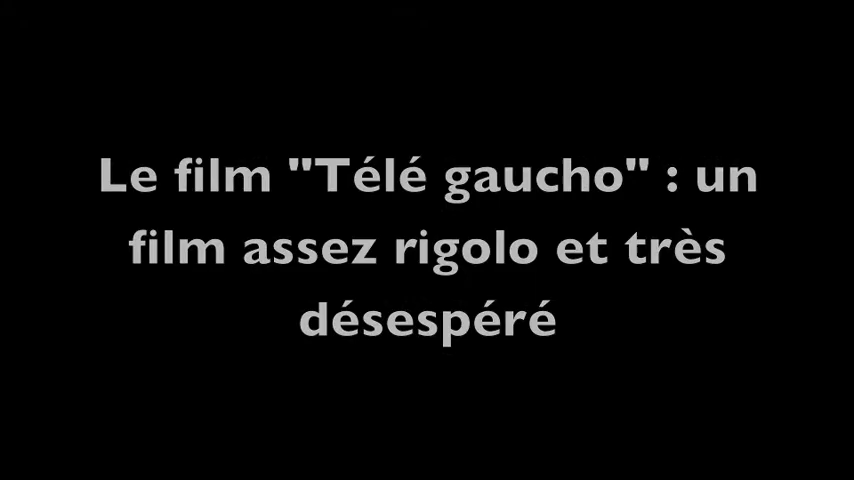 Le film "Télé gaucho" : un
film assez rigolo et très
désespéré